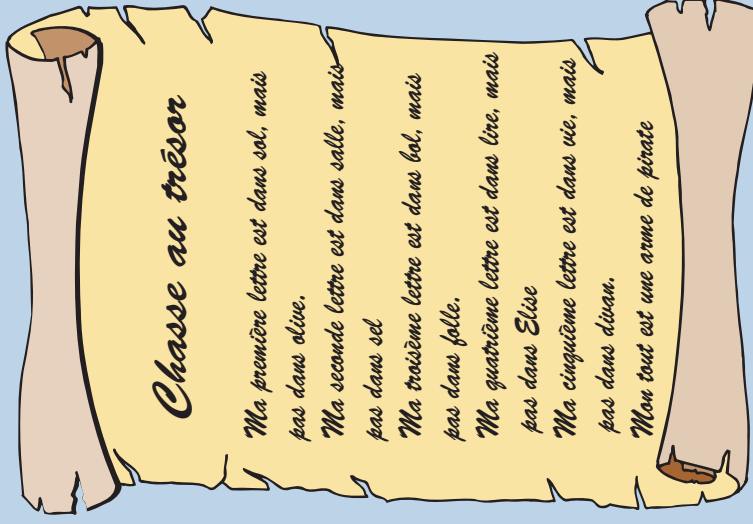 Chasse au trésor
Ma première lettre est dans sol, mais
pas dans olive.
Ma seconde lettre est dans salle, mais
pas dans sel
Ma troisème lettre est dans bol, mais
pas dans folle.
Ma quatrième lettre est dans lire, mais
pas dans Elise
Ma cinquième lettre est dans vie, mais
pas dans divan.
Mon tout est une arme de pirate